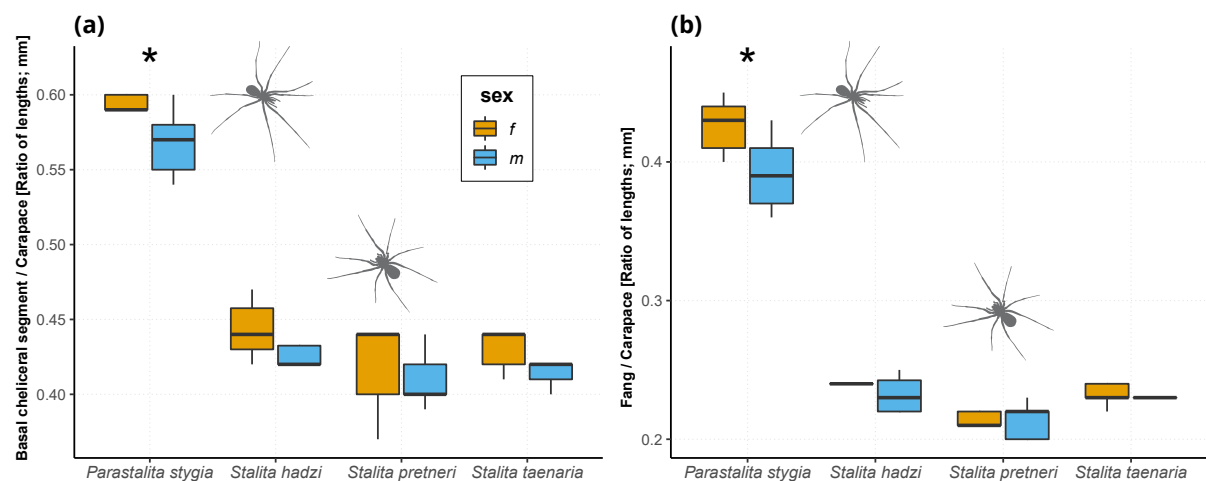 (a)
*
Basal cheliceral segment / Carapace [Ratio of lengths; mm]
0.60
0.55
0.50
0.45
0.40
sex
f
m
Parastalita stygia
Stalita hadzi
Stalita pretneri
Stalita taenaria
(b)
*
Fang / Carapace [Ratio of lengths; mm]
0.4
0.3
0.2
Parastalita stygia
Stalita hadzi
Stalita pretneri
Stalita taenaria